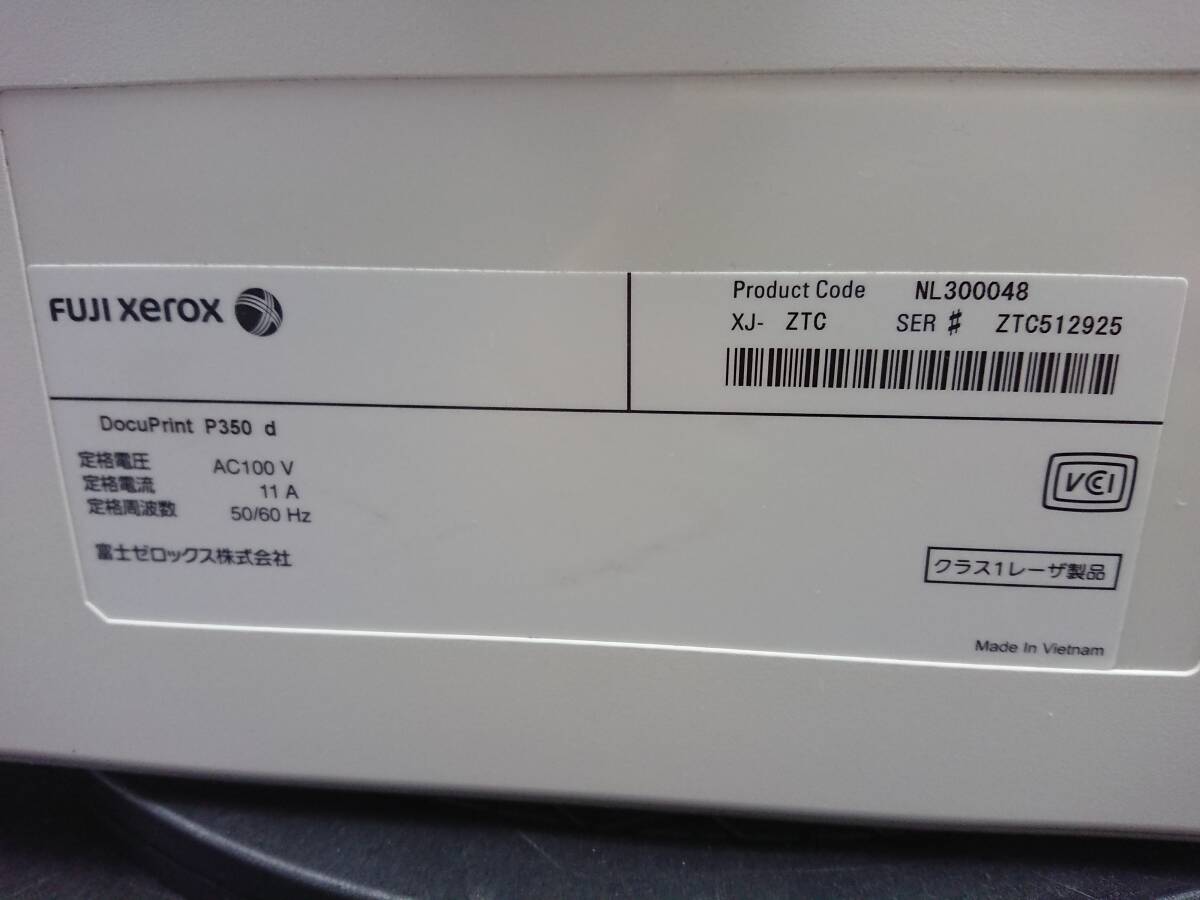 FUJI xerox
Product Code NL300048
XJ- ZTC SER # ZTC512925
DocuPrint P350 d
定格電圧 AC100 V
定格電流 11 A
定格周波数 50/60 Hz
富士ゼロックス株式会社
VCCI
クラス1レーザ製品
Made In Vietnam